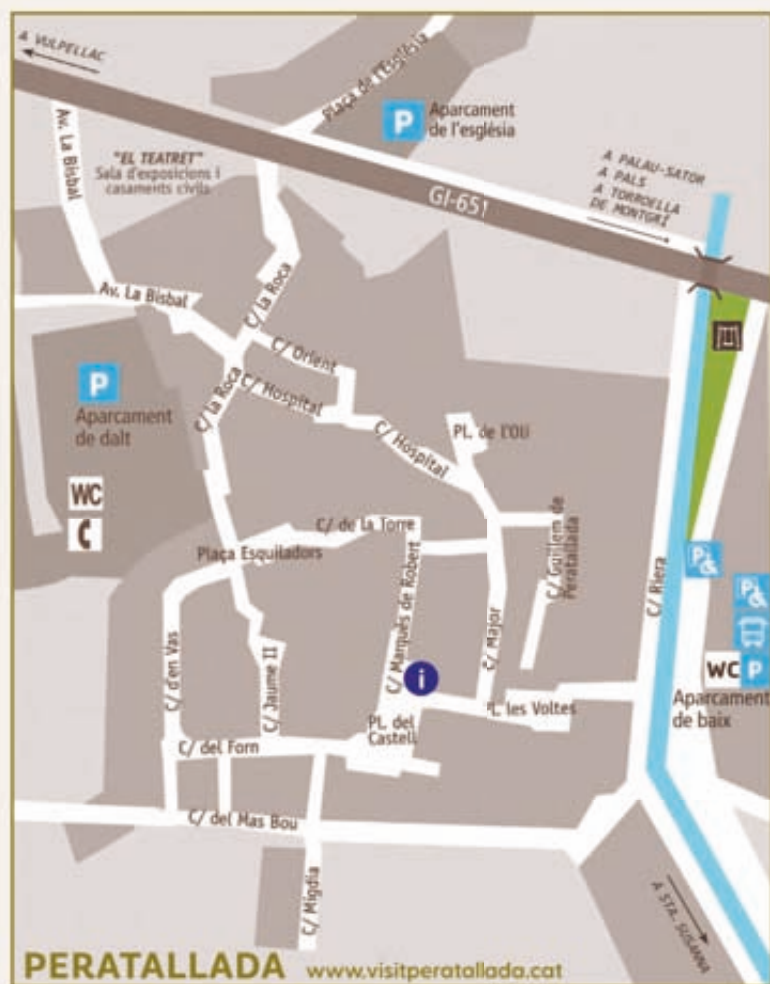 A VULPELLAC
Plaça de l'Església
P
Aparcament
de l'església
Av. La Bisbal
"EL TEATRET"
Sala d'exposicions i
casaments civils
A PALAU-SATOR
A PALS
A TORROELLA
DE MONTGRÍ
GI-651
Av. La Bisbal
C/ la Roca
C/ Orient
C/ Hospital
C/ la Roca
P
Aparcament
de dalt
WC
C/ Hospital
PL. de l'Oli
C/ de la Torre
Plaça Esquiladors
C/ Marquès de Robert
C/ Guillem de
Peratallada
C/ Major
C/ Riera
P
P
WC P
Aparcament
de baix
C/ d'en Vas
C/ Jaume II
i
PL. del
Castell
L. les Voltes
C/ del Forn
C/ del Mas Bou
C/ Migdia
A STA. SUSANNA
PERATALLADA www.visitperatallada.cat